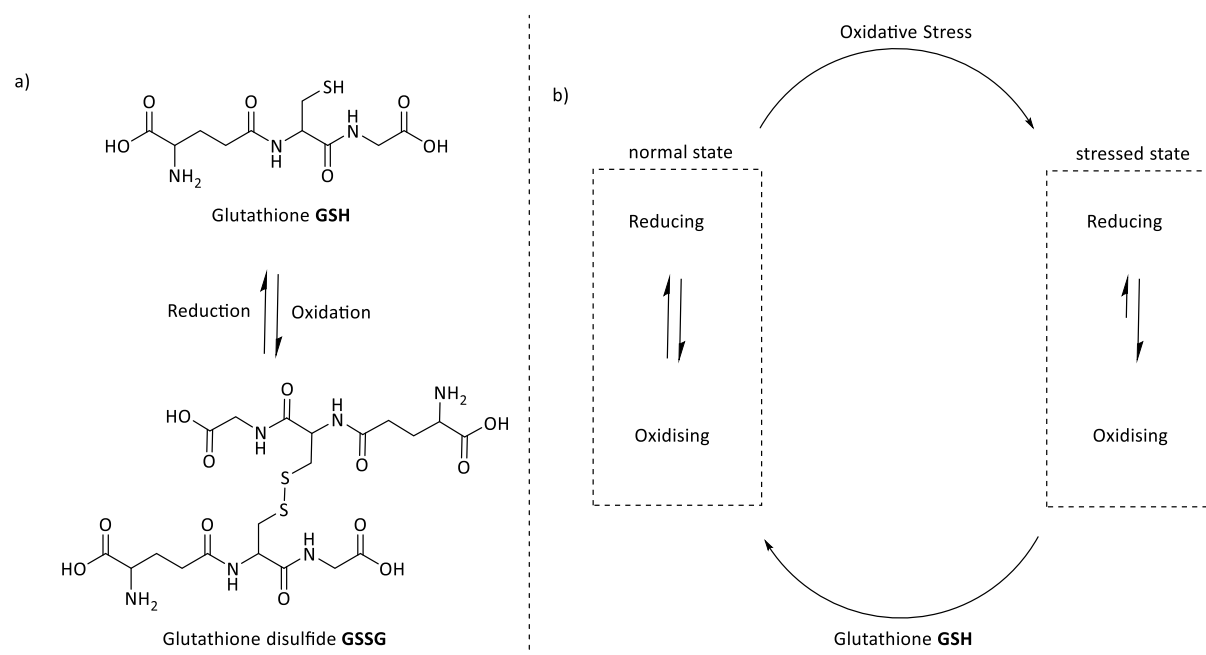 a)
SH
O
O
H
O
HO
N
N
OH
H
NH2
O
Glutathione GSH
Reduction
Oxidation
O
H
NH2
HO
N
OH
N
H
O
O
O
S
S
O
O
H
O
HO
N
N
OH
H
NH2
O
Glutathione disulfide GSSG
b)
Oxidative Stress
normal state
stressed state
Reducing
Reducing
Oxidising
Oxidising
Glutathione GSH